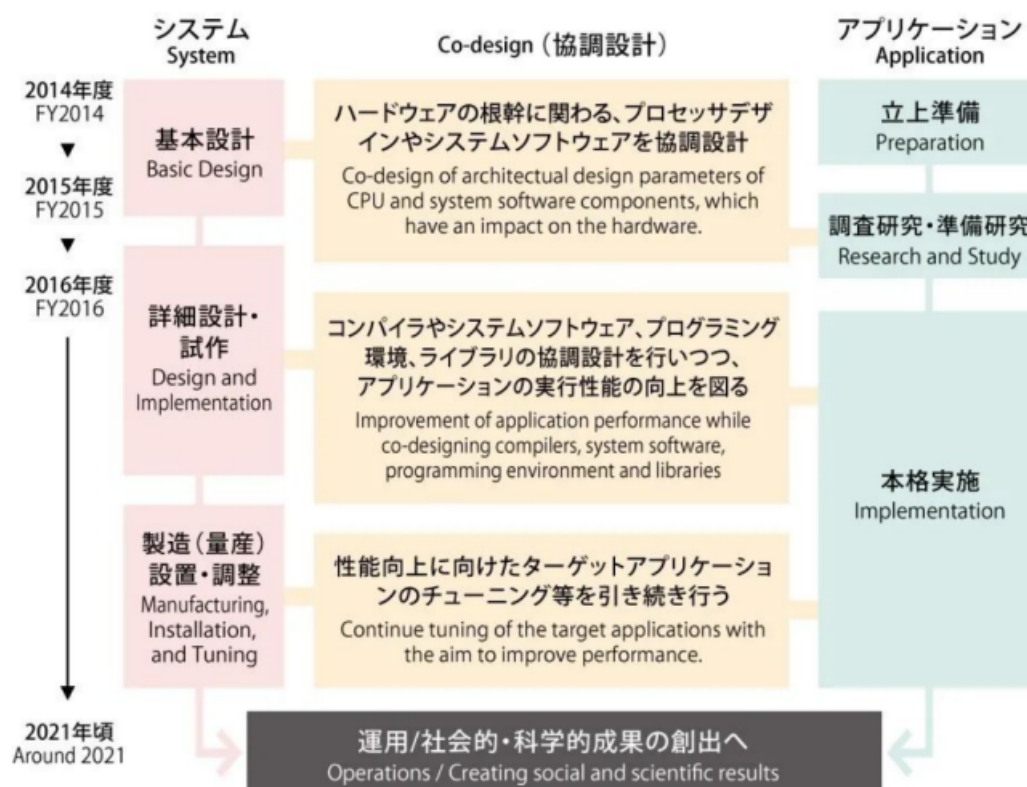 システム
System
Co-design（協調設計）
アプリケーション
Application
2014年度
FY2014
2015年度
FY2015
2016年度
FY2016
2021年頃
Around 2021
基本設計
Basic Design
詳細設計・
試作
Design and
Implementation
製造（量産）
設置・調整
Manufacturing,
Installation,
and Tuning
ハードウェアの根幹に関わる、プロセッサデザ
インやシステムソフトウェアを協調設計
Co-design of architectual design parameters of
CPU and system software components, which
have an impact on the hardware.
コンパイラやシステムソフトウェア、プログラミング
環境、ライブラリの協調設計を行いつつ、
アプリケーションの実行性能の向上を図る
Improvement of application performance while
co-designing compilers, system software,
programming environment and libraries
性能向上に向けたターゲットアプリケーショ
ンのチューニング等を引き続き行う
Continue tuning of the target applications with
the aim to improve performance.
立上準備
Preparation
調査研究・準備研究
Research and Study
本格実施
Implementation
運用/社会的・科学的成果の創出へ
Operations / Creating social and scientific results